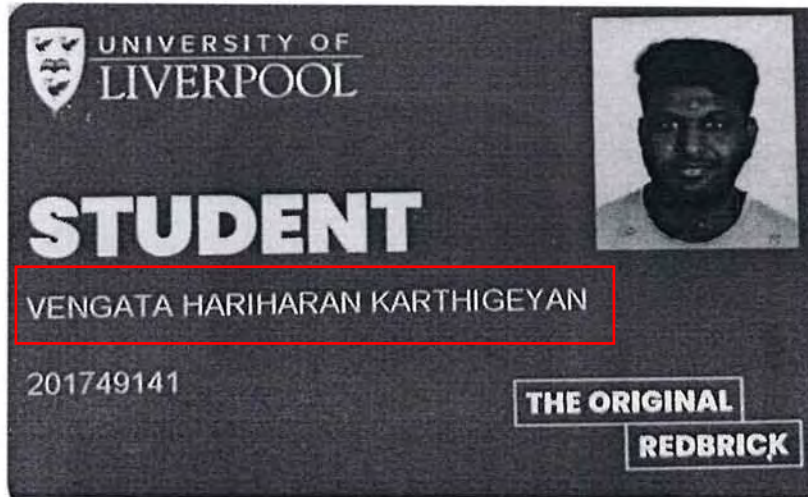 UNIVERSITY OF
LIVERPOOL
STUDENT
VENGATA HARIHARAN KARTHIGEYAN
201749141
THE ORIGINAL
REDBRICK